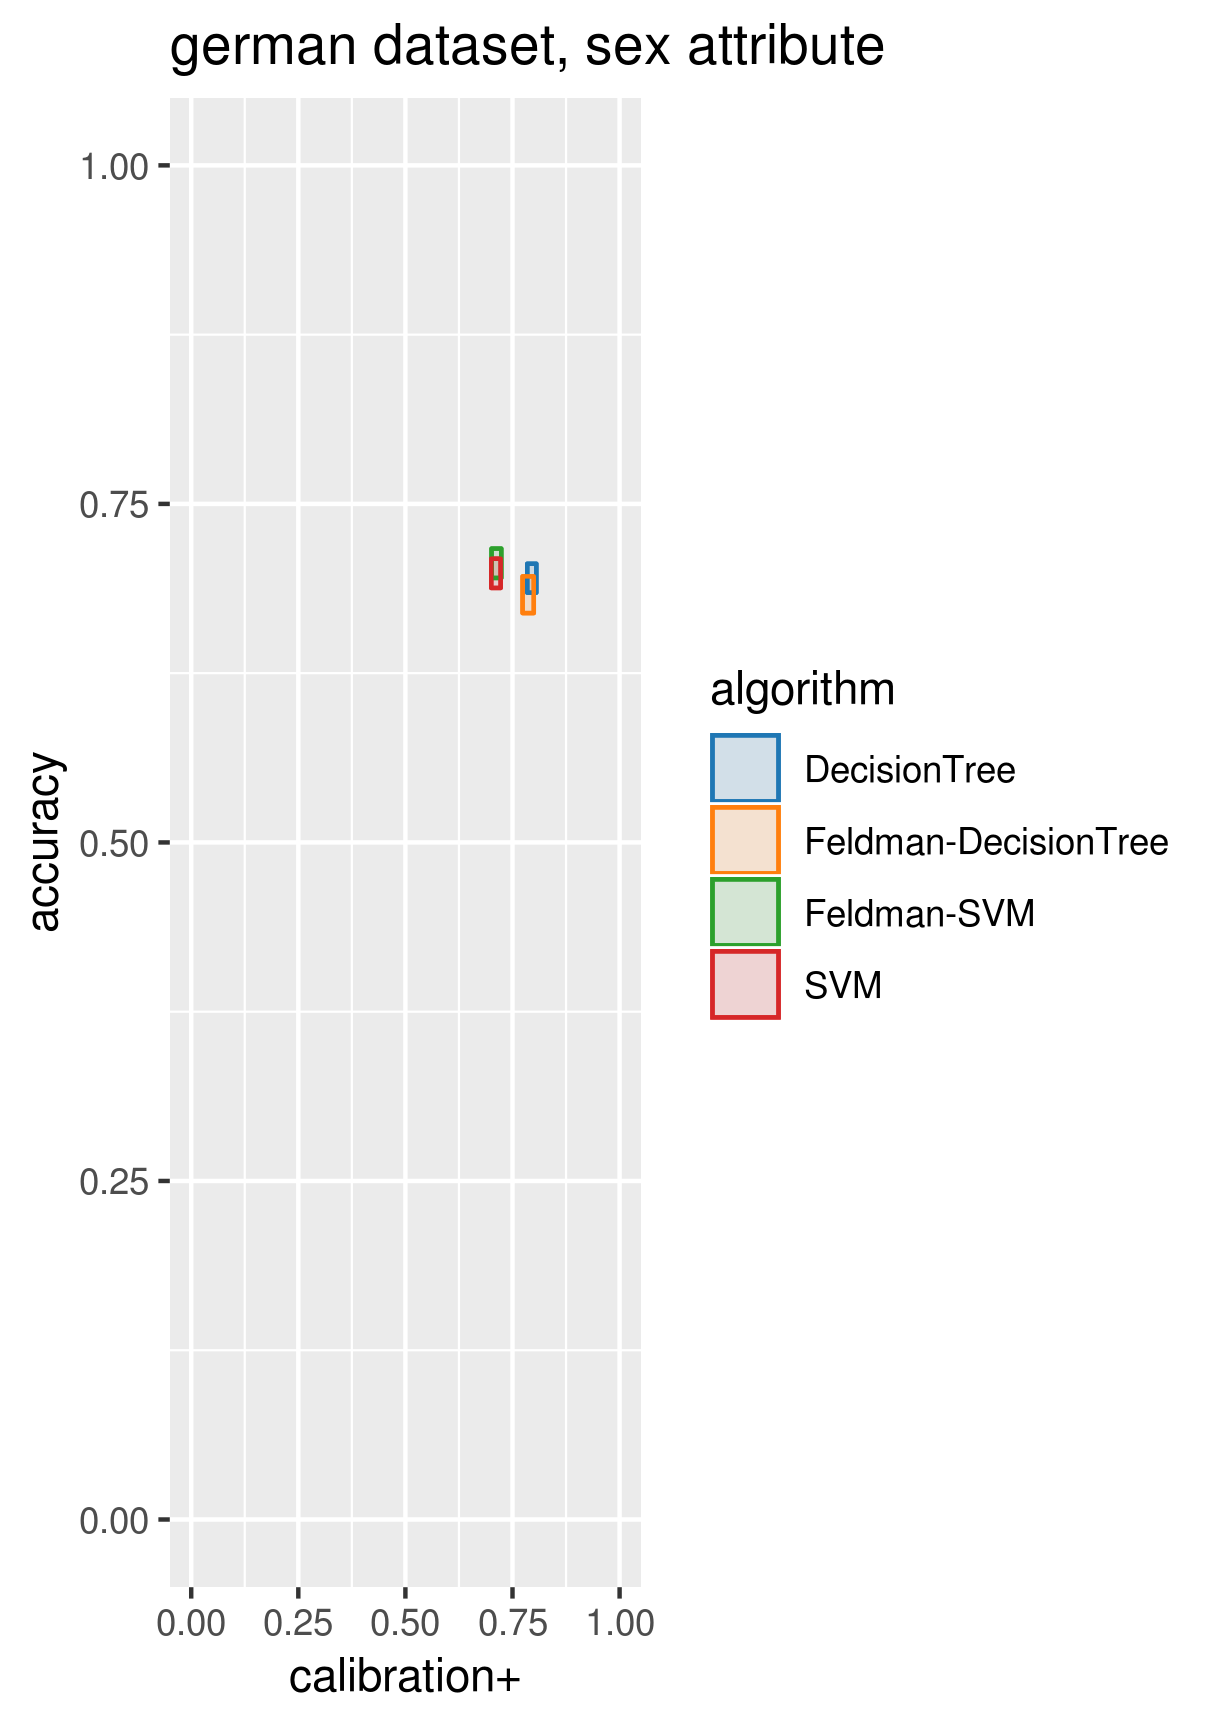 german dataset, sex attribute
1.00
0.75
0.50
0.25
0.00
accuracy
0.00 0.25 0.50 0.75 1.00
calibration+
algorithm
DecisionTree
Feldman-DecisionTree
Feldman-SVM
SVM